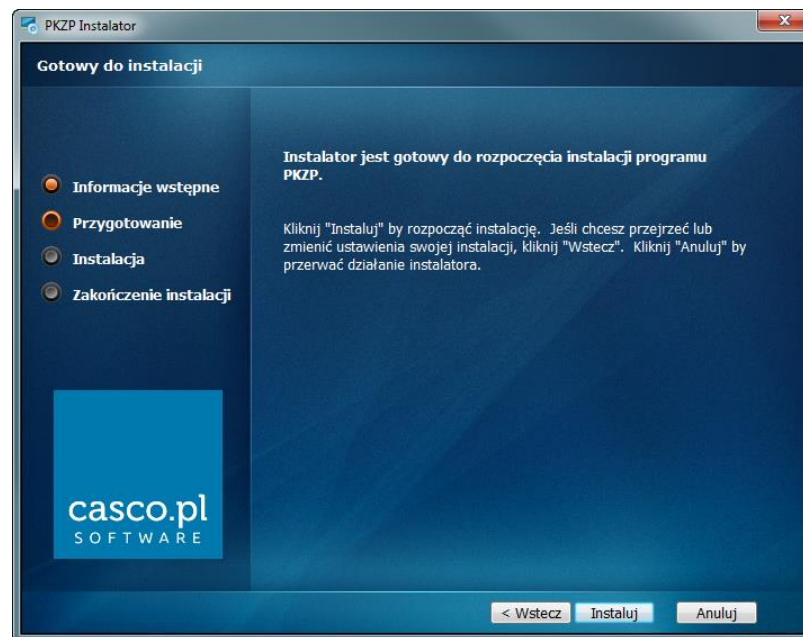 PKZP Instalator
Gotowy do instalacji
Informacje wstępne
Przygotowanie
Instalacja
Zakończenie instalacji
Instalator jest gotowy do rozpoczęcia instalacji programu
PKZP.
Kliknij "Instaluj" by rozpocząć instalację. Jeśli chcesz przejrzeć lub
zmienić ustawienia swojej instalacji, kliknij "Wstecz". Kliknij "Anuluj" by
przerwać działanie instalatora.
casco.pl
SOFTWARE
< Wstecz Instaluj Anuluj